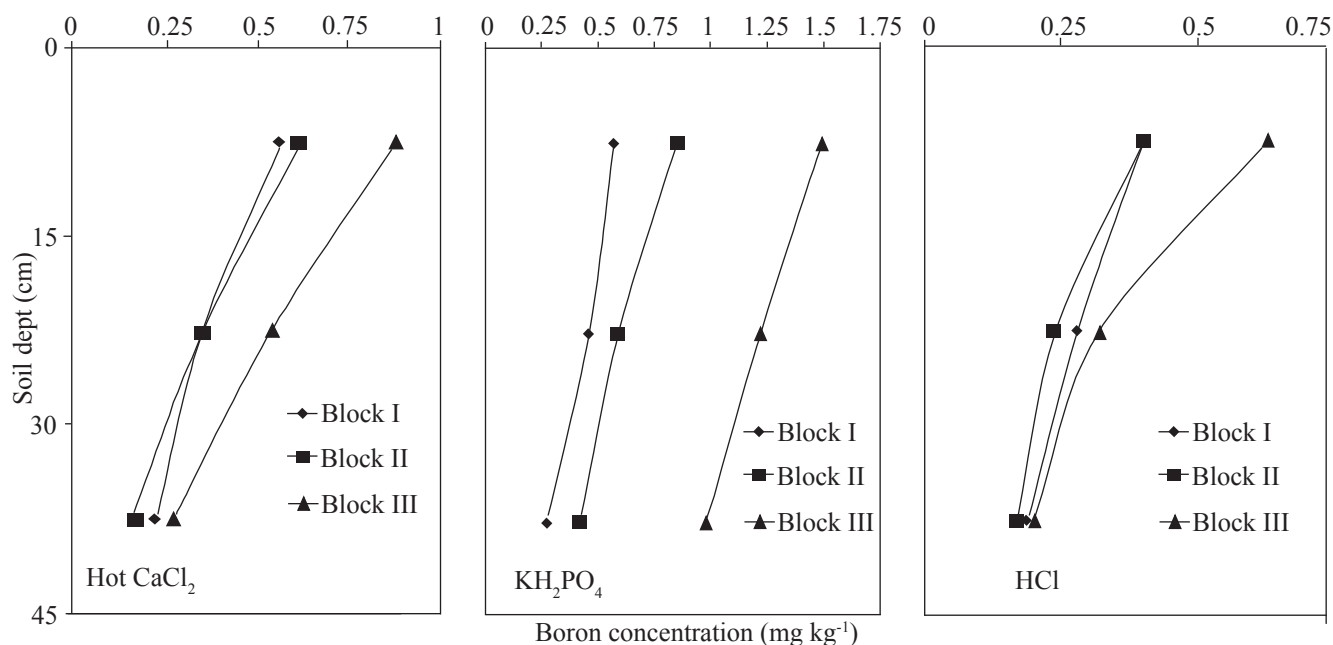 0 0.25 0.5 0.75 1
0 0.25 0.5 0.75 1 1.25 1.50 1.75
0 0.25 0.5 0.75
0
15
30
45
Soil dept (cm)
Block I
Block II
Block III
Hot CaCl₂
Block I
Block II
Block III
KH₂PO₄
Block I
Block II
Block III
HCl
Boron concentration (mg kg⁻¹)